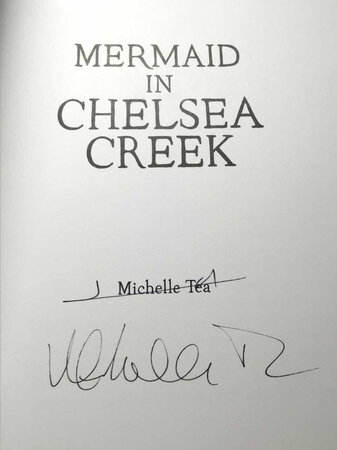 MERMAID
IN
CHELSEA
CREEK
Michelle Tea